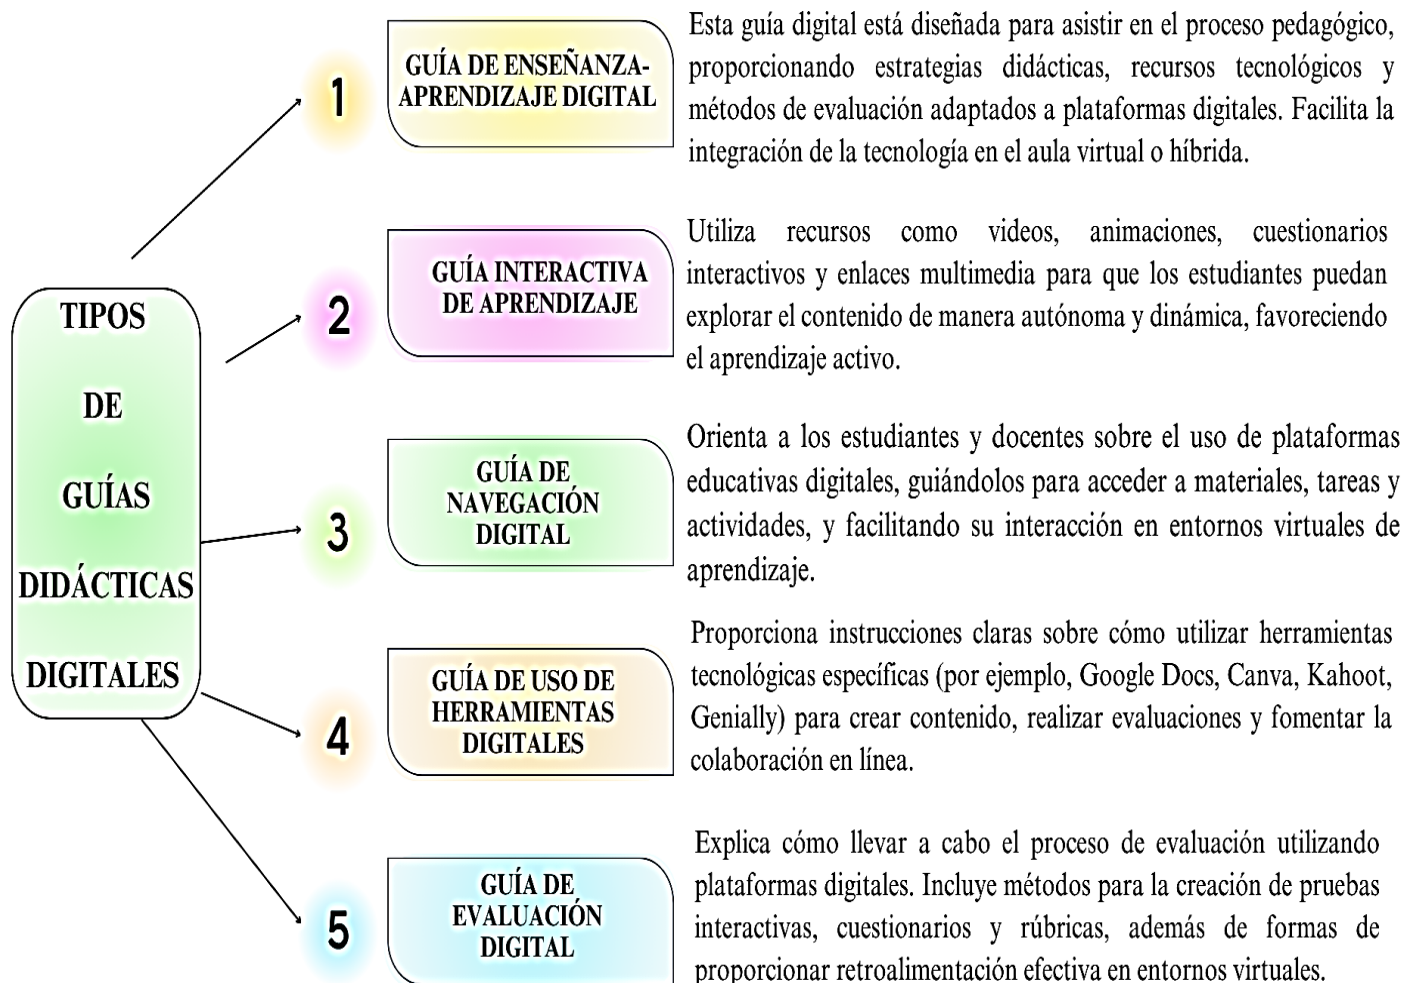 TIPOS
DE
GUÍAS
DIDÁCTICAS
DIGITALES
1
GUÍA DE ENSEÑANZA-
APRENDIZAJE DIGITAL
Esta guía digital está diseñada para asistir en el proceso pedagógico,
proporcionando estrategias didácticas, recursos tecnológicos y
métodos de evaluación adaptados a plataformas digitales. Facilita la
integración de la tecnología en el aula virtual o híbrida.
2
GUÍA INTERACTIVA
DE APRENDIZAJE
Utiliza recursos como videos, animaciones, cuestionarios
interactivos y enlaces multimedia para que los estudiantes puedan
explorar el contenido de manera autónoma y dinámica, favoreciendo
el aprendizaje activo.
3
GUÍA DE
NAVEGACIÓN
DIGITAL
Orienta a los estudiantes y docentes sobre el uso de plataformas
educativas digitales, guiándolos para acceder a materiales, tareas y
actividades, y facilitando su interacción en entornos virtuales de
aprendizaje.
4
GUÍA DE USO DE
HERRAMIENTAS
DIGITALES
Proporciona instrucciones claras sobre cómo utilizar herramientas
tecnológicas específicas (por ejemplo, Google Docs, Canva, Kahoot,
Genially) para crear contenido, realizar evaluaciones y fomentar la
colaboración en línea.
5
GUÍA DE
EVALUACIÓN
DIGITAL
Explica cómo llevar a cabo el proceso de evaluación utilizando
plataformas digitales. Incluye métodos para la creación de pruebas
interactivas, cuestionarios y rúbricas, además de formas de
proporcionar retroalimentación efectiva en entornos virtuales.